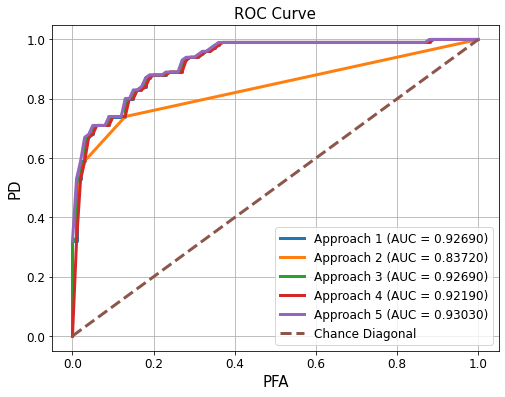 ROC Curve
1.0
0.8
0.6
0.4
0.2
0.0
PD
Approach 1 (AUC = 0.92690)
Approach 2 (AUC = 0.83720)
Approach 3 (AUC = 0.92690)
Approach 4 (AUC = 0.92190)
Approach 5 (AUC = 0.93030)
Chance Diagonal
0.0 0.2 0.4 0.6 0.8 1.0
PFA